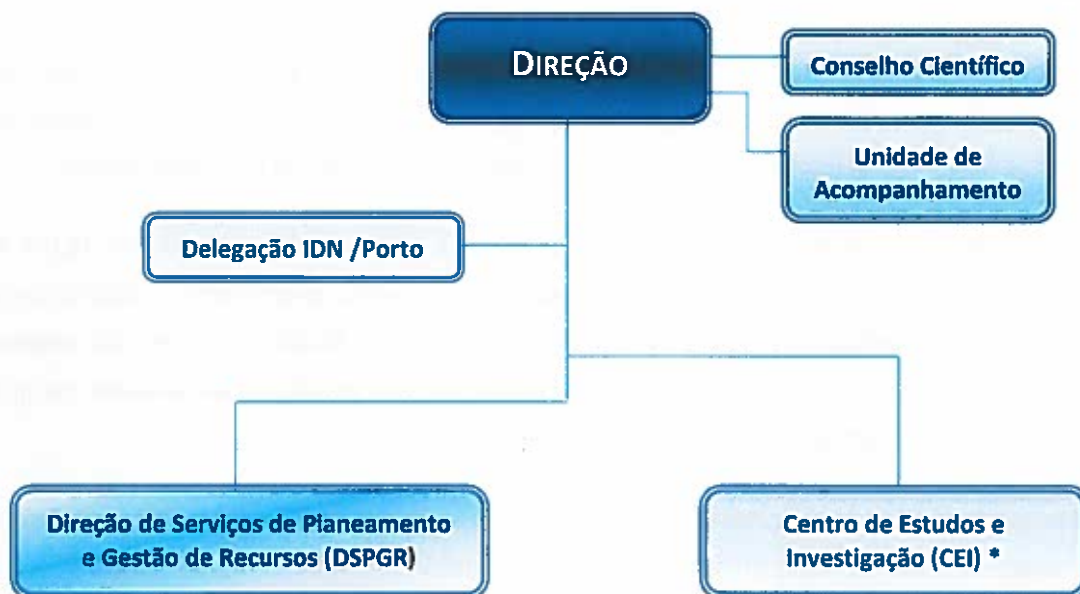 DIREÇÃO
Conselho Científico
Unidade de
Acompanhamento
Delegação IDN /Porto
Direção de Serviços de Planeamento
e Gestão de Recursos (DSPGR)
Centro de Estudos e
Investigação (CEI) *